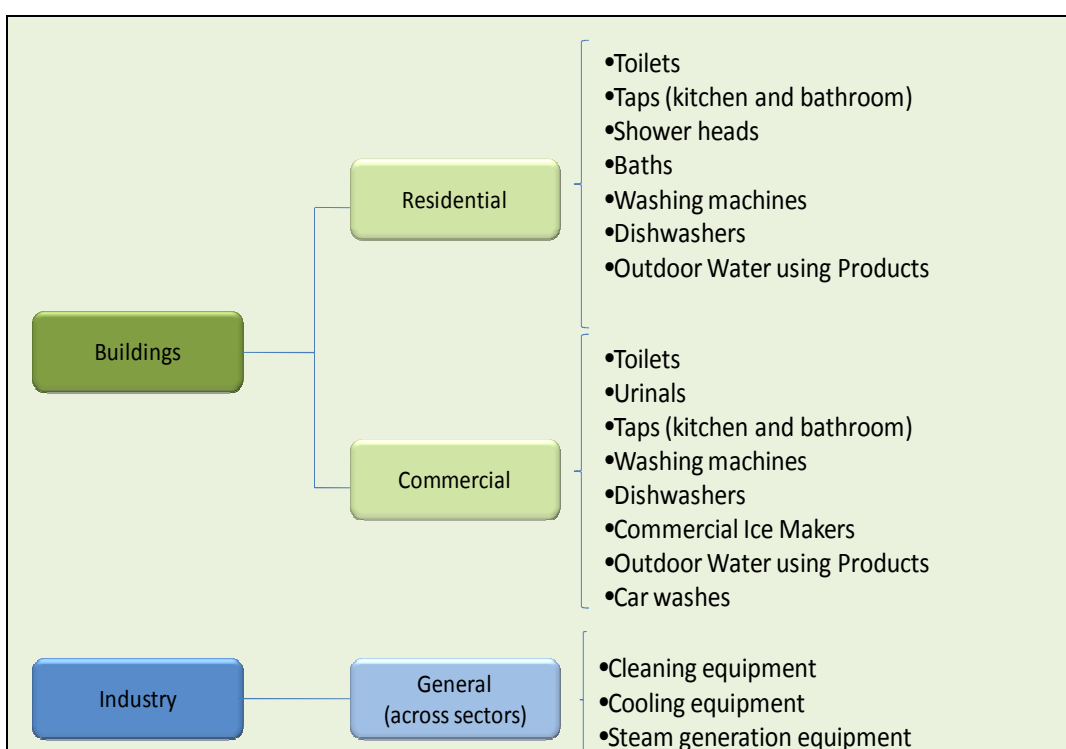 Buildings
Residential
•Toilets
•Taps (kitchen and bathroom)
•Shower heads
•Baths
•Washing machines
•Dishwashers
•Outdoor Water using Products
Commercial
•Toilets
•Urinals
•Taps (kitchen and bathroom)
•Washing machines
•Dishwashers
•Commercial Ice Makers
•Outdoor Water using Products
•Car washes
Industry
General
(across sectors)
•Cleaning equipment
•Cooling equipment
•Steam generation equipment